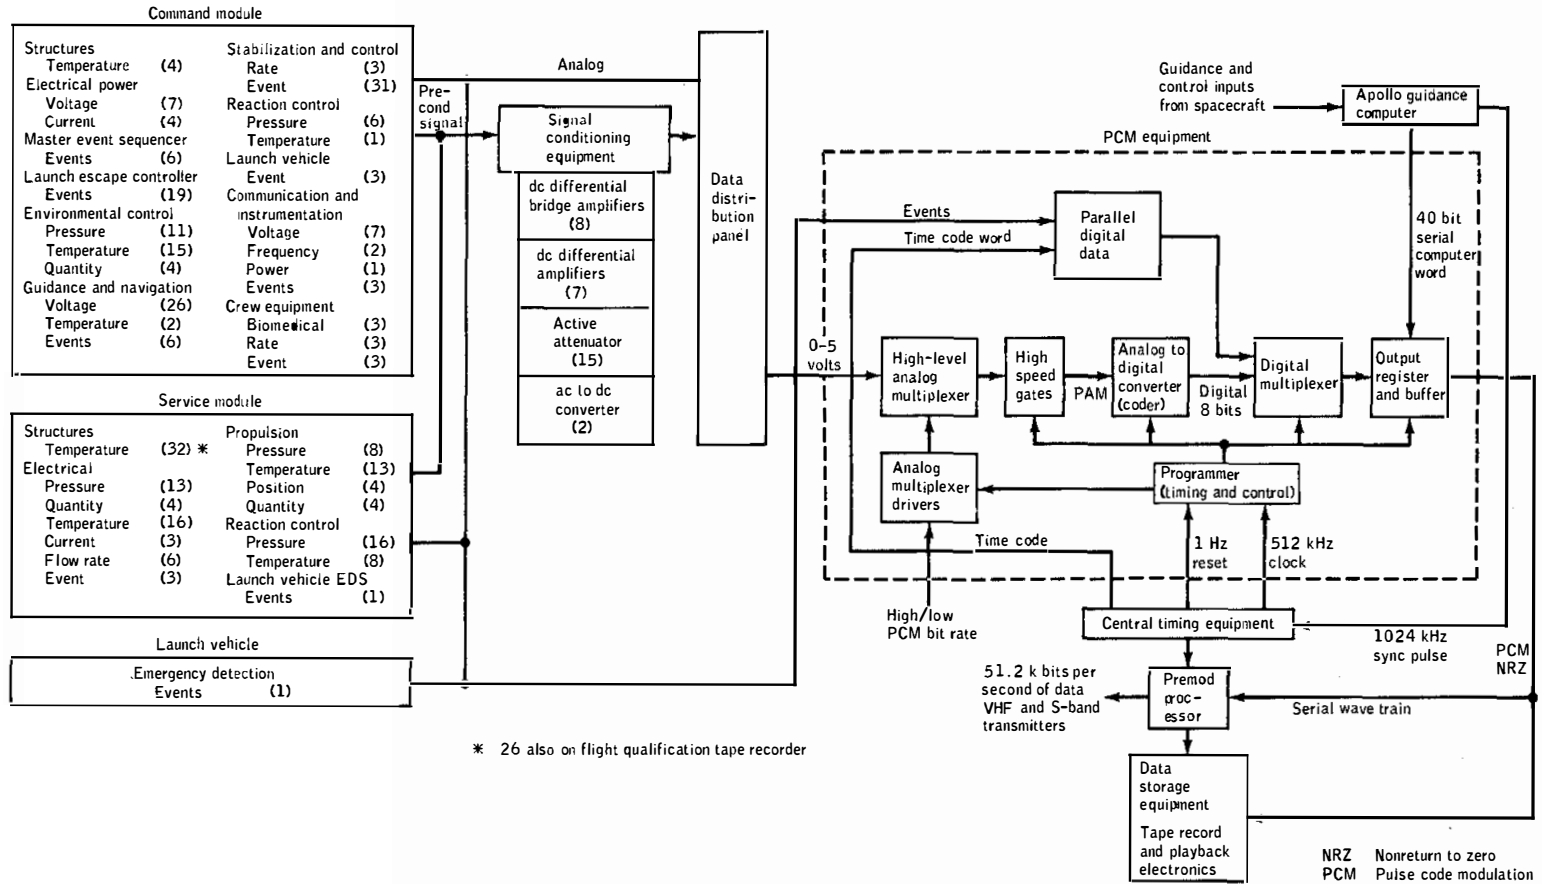 Command module
Structures
Temperature (4)
Electrical power
Voltage (7)
Current (4)
Master event sequencer
Events (6)
Launch escape controller
Events (19)
Environmental control
Pressure (11)
Temperature (15)
Quantity (4)
Guidance and navigation
Voltage (26)
Temperature (2)
Events (6)
Stabilization and control
Rate (3)
Event (31)
Reaction control
Pressure (6)
Temperature (1)
Launch vehicle
Event (3)
Communication and
instrumentation
Voltage (7)
Frequency (2)
Power (1)
Events (3)
Crew equipment
Biomedical (3)
Rate (3)
Event (3)
Service module
Structures
Temperature (32) *
Electrical
Pressure (13)
Quantity (4)
Temperature (16)
Current (3)
Flow rate (6)
Event (3)
Propulsion
Pressure (8)
Temperature (13)
Position (4)
Quantity (4)
Reaction control
Pressure (16)
Temperature (8)
Launch vehicle EDS
Events (1)
Launch vehicle
Emergency detection
Events (1)
Analog
Pre-
cond
signal
Signal
conditioning
equipment
dc differential
bridge amplifiers
(8)
dc differential
amplifiers
(7)
Active
attenuator
(15)
ac to dc
converter
(2)
Data
distri-
bution
panel
* 26 also on flight qualification tape recorder
Guidance and
control inputs
from spacecraft
Apollo guidance
computer
PCM equipment
Events
Time code word
Parallel
digital
data
40 bit
serial
computer
word
0-5
volts
High-level
analog
multiplexer
High
speed
gates
PAM
Analog to
digital
converter
(coder)
Digital
8 bits
Digital
multiplexer
Output
register
and buffer
Analog
multiplexer
drivers
Programmer
(timing and control)
Time code
1 Hz
reset
512 kHz
clock
High/low
PCM bit rate
Central timing equipment
1024 kHz
sync pulse
PCM
NRZ
51.2 k bits per
second of data
VHF and S-band
transmitters
Premod
proc-
essor
Serial wave train
Data
storage
equipment
Tape record
and playback
electronics
NRZ Nonreturn to zero
PCM Pulse code modulation